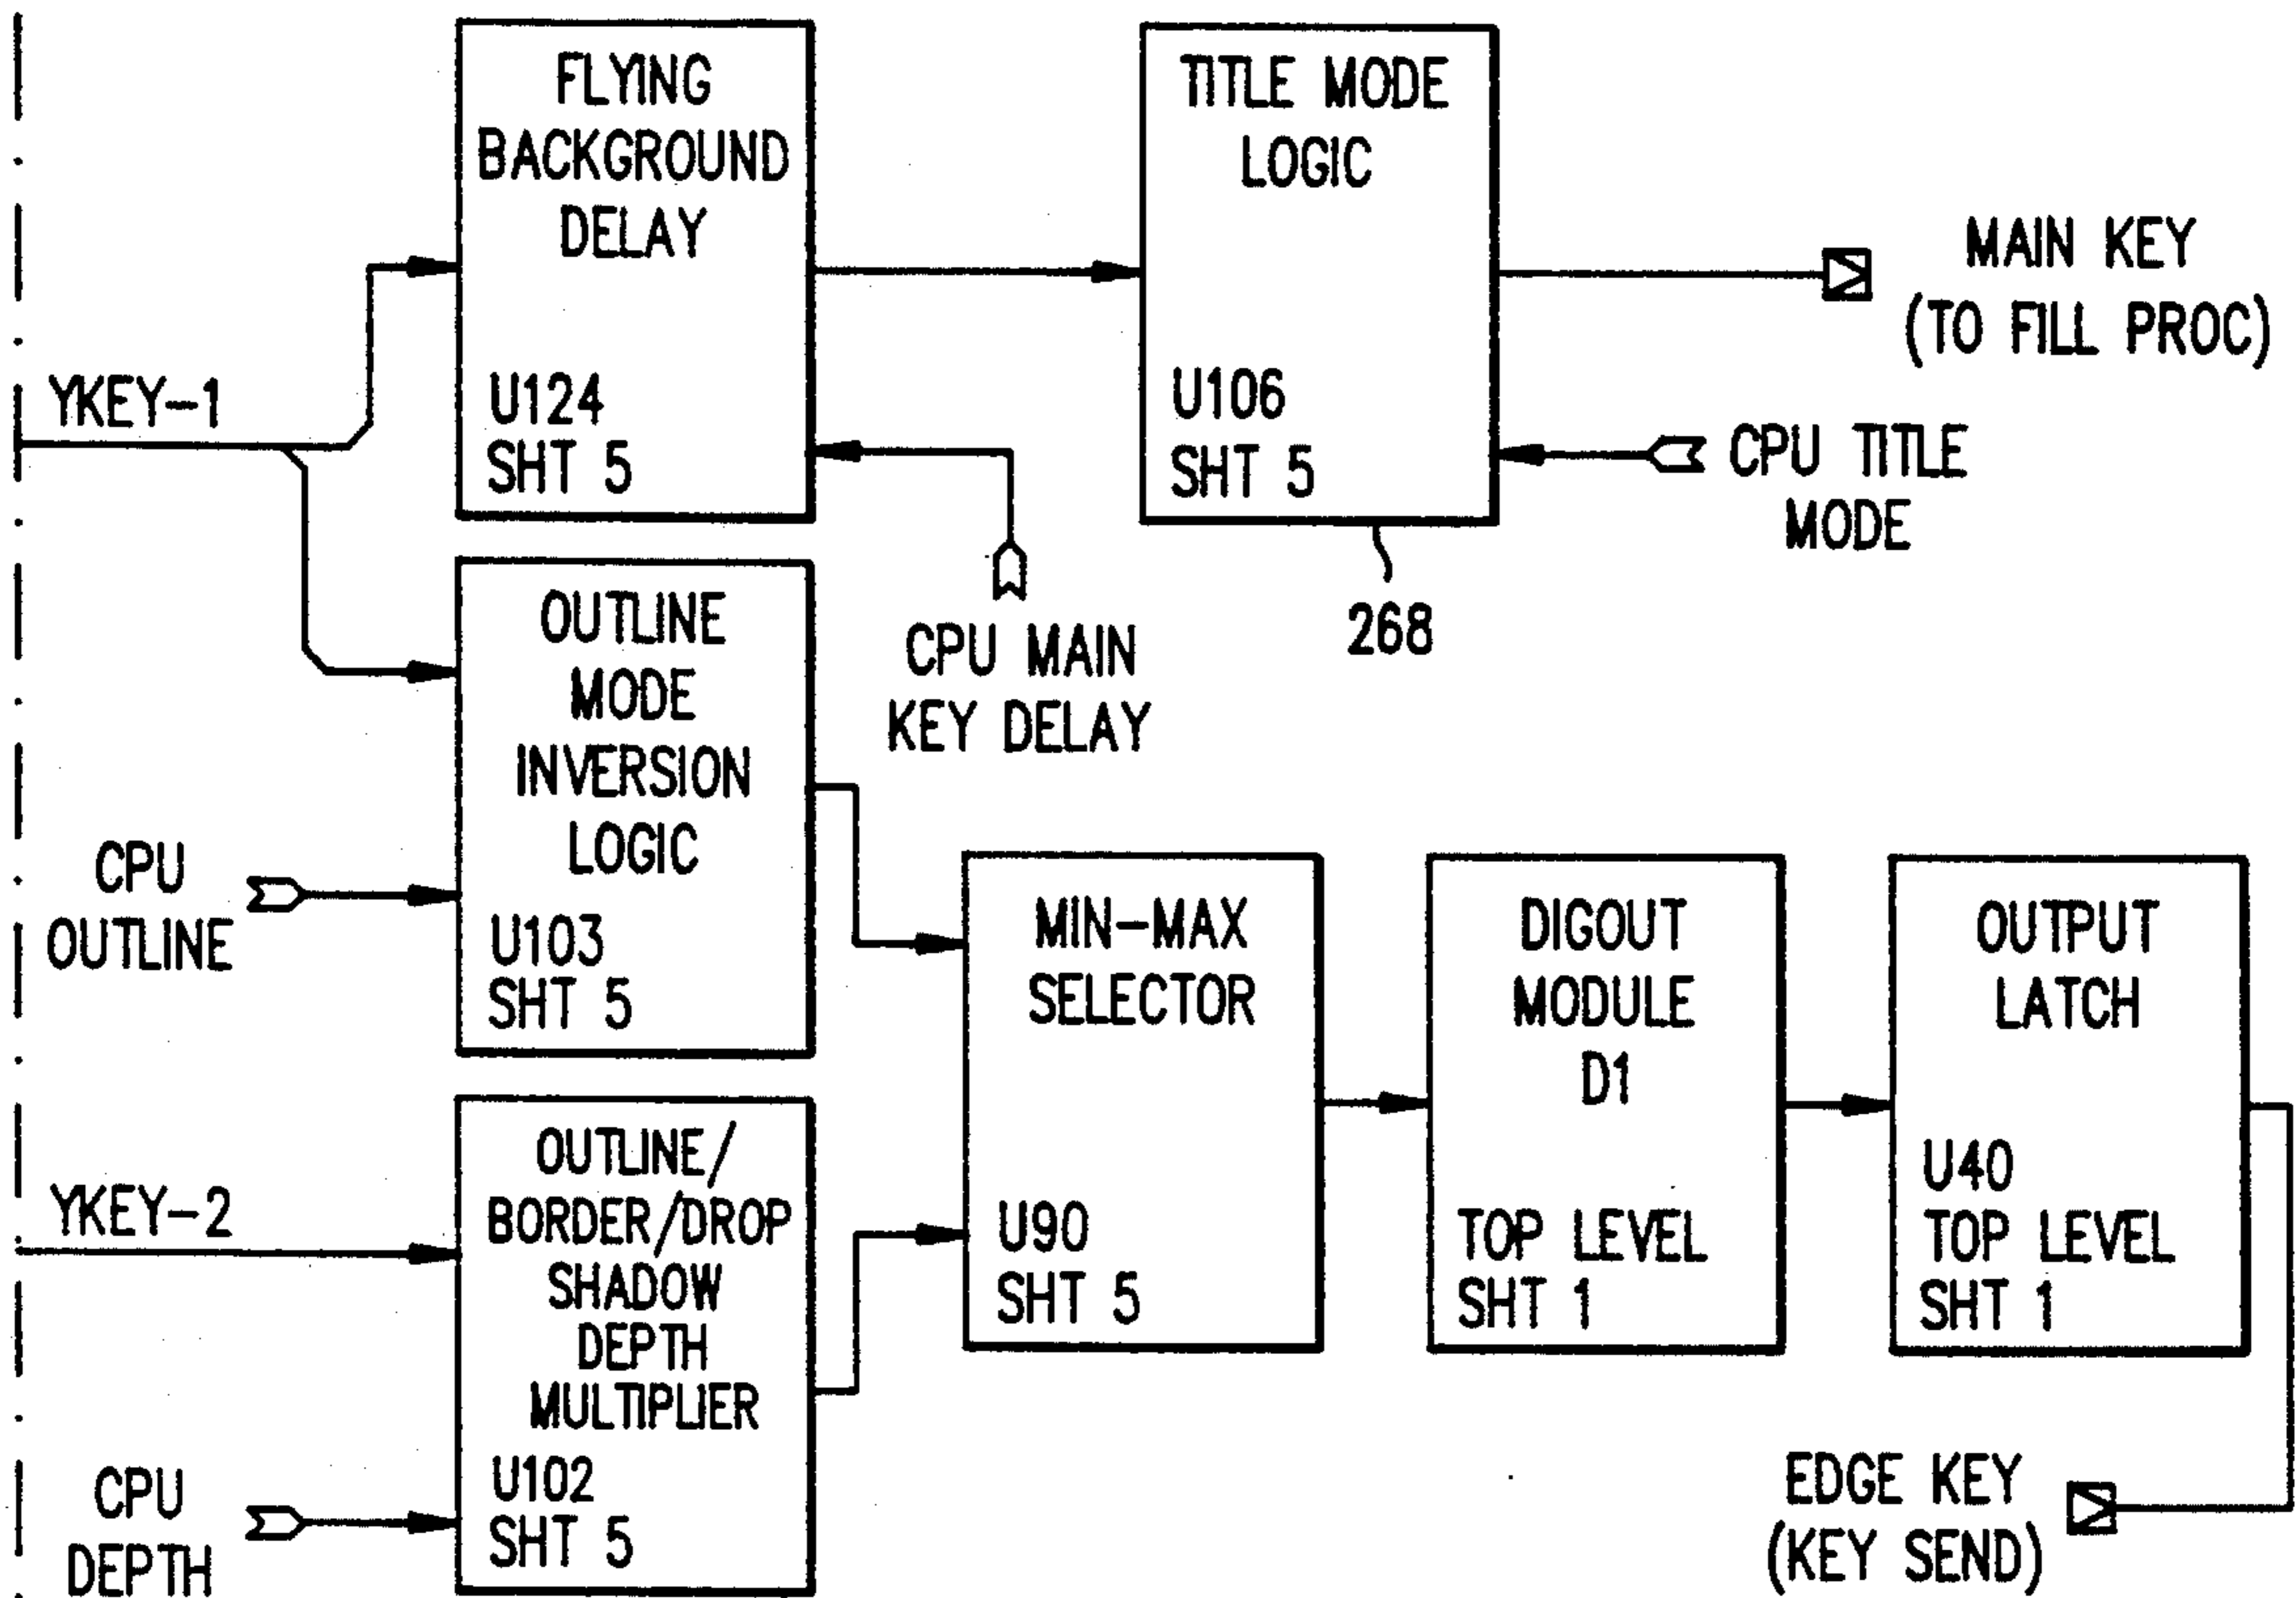 FLYING
BACKGROUND
DELAY
U124
SHT 5
TITLE MODE
LOGIC
U106
SHT 5
268
MAIN KEY
(TO FILL PROC)
CPU TITLE
MODE
YKEY-1
CPU MAIN
KEY DELAY
OUTLINE
MODE
INVERSION
LOGIC
U103
SHT 5
CPU
OUTLINE
MIN-MAX
SELECTOR
U90
SHT 5
DIGOUT
MODULE
D1
TOP LEVEL
SHT 1
OUTPUT
LATCH
U40
TOP LEVEL
SHT 1
YKEY-2
OUTLINE/
BORDER/DROP
SHADOW
DEPTH
MULTIPLIER
U102
SHT 5
CPU
DEPTH
EDGE KEY
(KEY SEND)